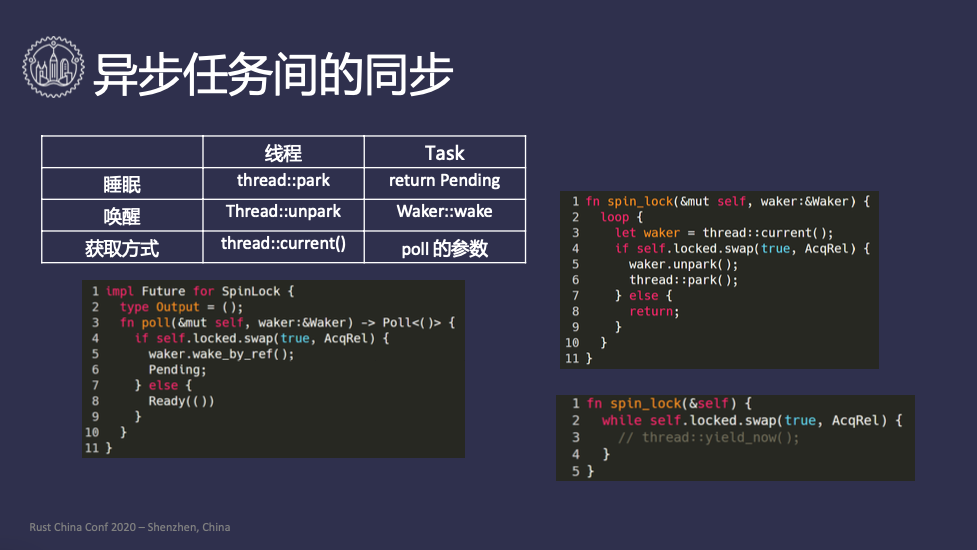 异步任务间的同步
线程 Task
睡眠 thread::park return Pending
唤醒 Thread::unpark Waker::wake
获取方式 thread::current() poll 的参数
1 impl Future for SpinLock {
2   type Output = ();
3   fn poll(&mut self, waker:&Waker) -> Poll<()> {
4     if self.locked.swap(true, AcqRel) {
5       waker.wake_by_ref();
6       Pending;
7     } else {
8       Ready(())
9     }
10   }
11 }
1 fn spin_lock(&mut self, waker:&Waker) {
2   loop {
3     let waker = thread::current();
4     if self.locked.swap(true, AcqRel) {
5       waker.unpark();
6       thread::park();
7     } else {
8       return;
9     }
10   }
11 }
1 fn spin_lock(&self) {
2   while self.locked.swap(true, AcqRel) {
3     // thread::yield_now();
4   }
5 }
Rust China Conf 2020 – Shenzhen, China